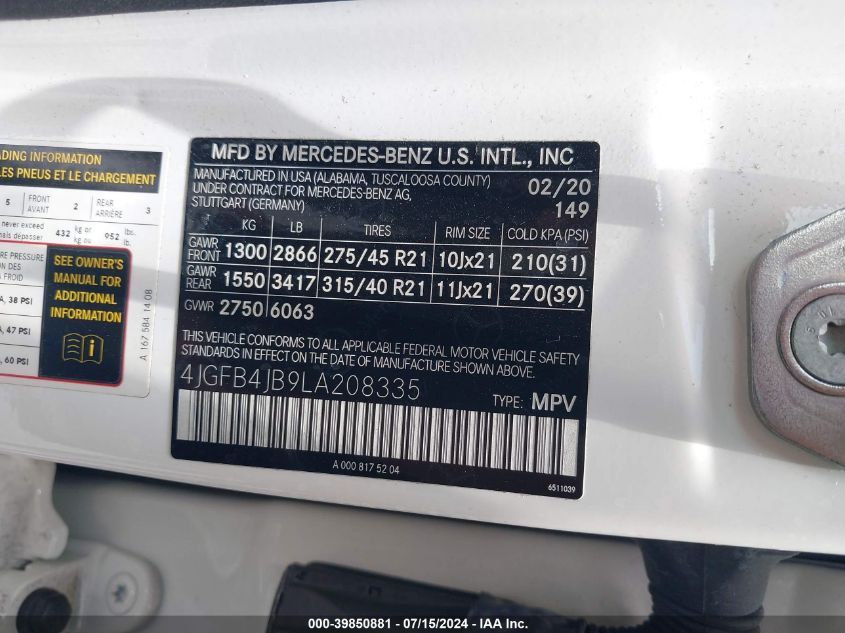 ADING INFORMATION
LES PNEUS ET LE CHARGEMENT
5 FRONT AVANT 2 REAR ARRIÈRE 3
never exceed
mais dépasser 432 kg or kg ou 952 lbs. lb.
RE PRESSURE
ION DES
FROID
A, 38 PSI
A, 47 PSI
, 60 PSI
SEE OWNER'S
MANUAL FOR
ADDITIONAL
INFORMATION
A 167 584 14 08
MFD BY MERCEDES-BENZ U.S. INTL., INC
MANUFACTURED IN USA (ALABAMA, TUSCALOOSA COUNTY)
UNDER CONTRACT FOR MERCEDES-BENZ AG,
STUTTGART (GERMANY)
02/20
149
KG LB TIRES RIM SIZE COLD KPA (PSI)
GAWR FRONT 1300 2866 275/45 R21 10Jx21 210(31)
GAWR REAR 1550 3417 315/40 R21 11Jx21 270(39)
GWVR 2750 6063
THIS VEHICLE CONFORMS TO ALL APPLICABLE FEDERAL MOTOR VEHICLE SAFETY
STANDARDS IN EFFECT ON THE DATE OF MANUFACTURE SHOWN ABOVE.
4JGFB4JB9LA208335
TYPE: MPV
A 000 817 52 04
6511039
000-39850881 - 07/15/2024 - IAA Inc.